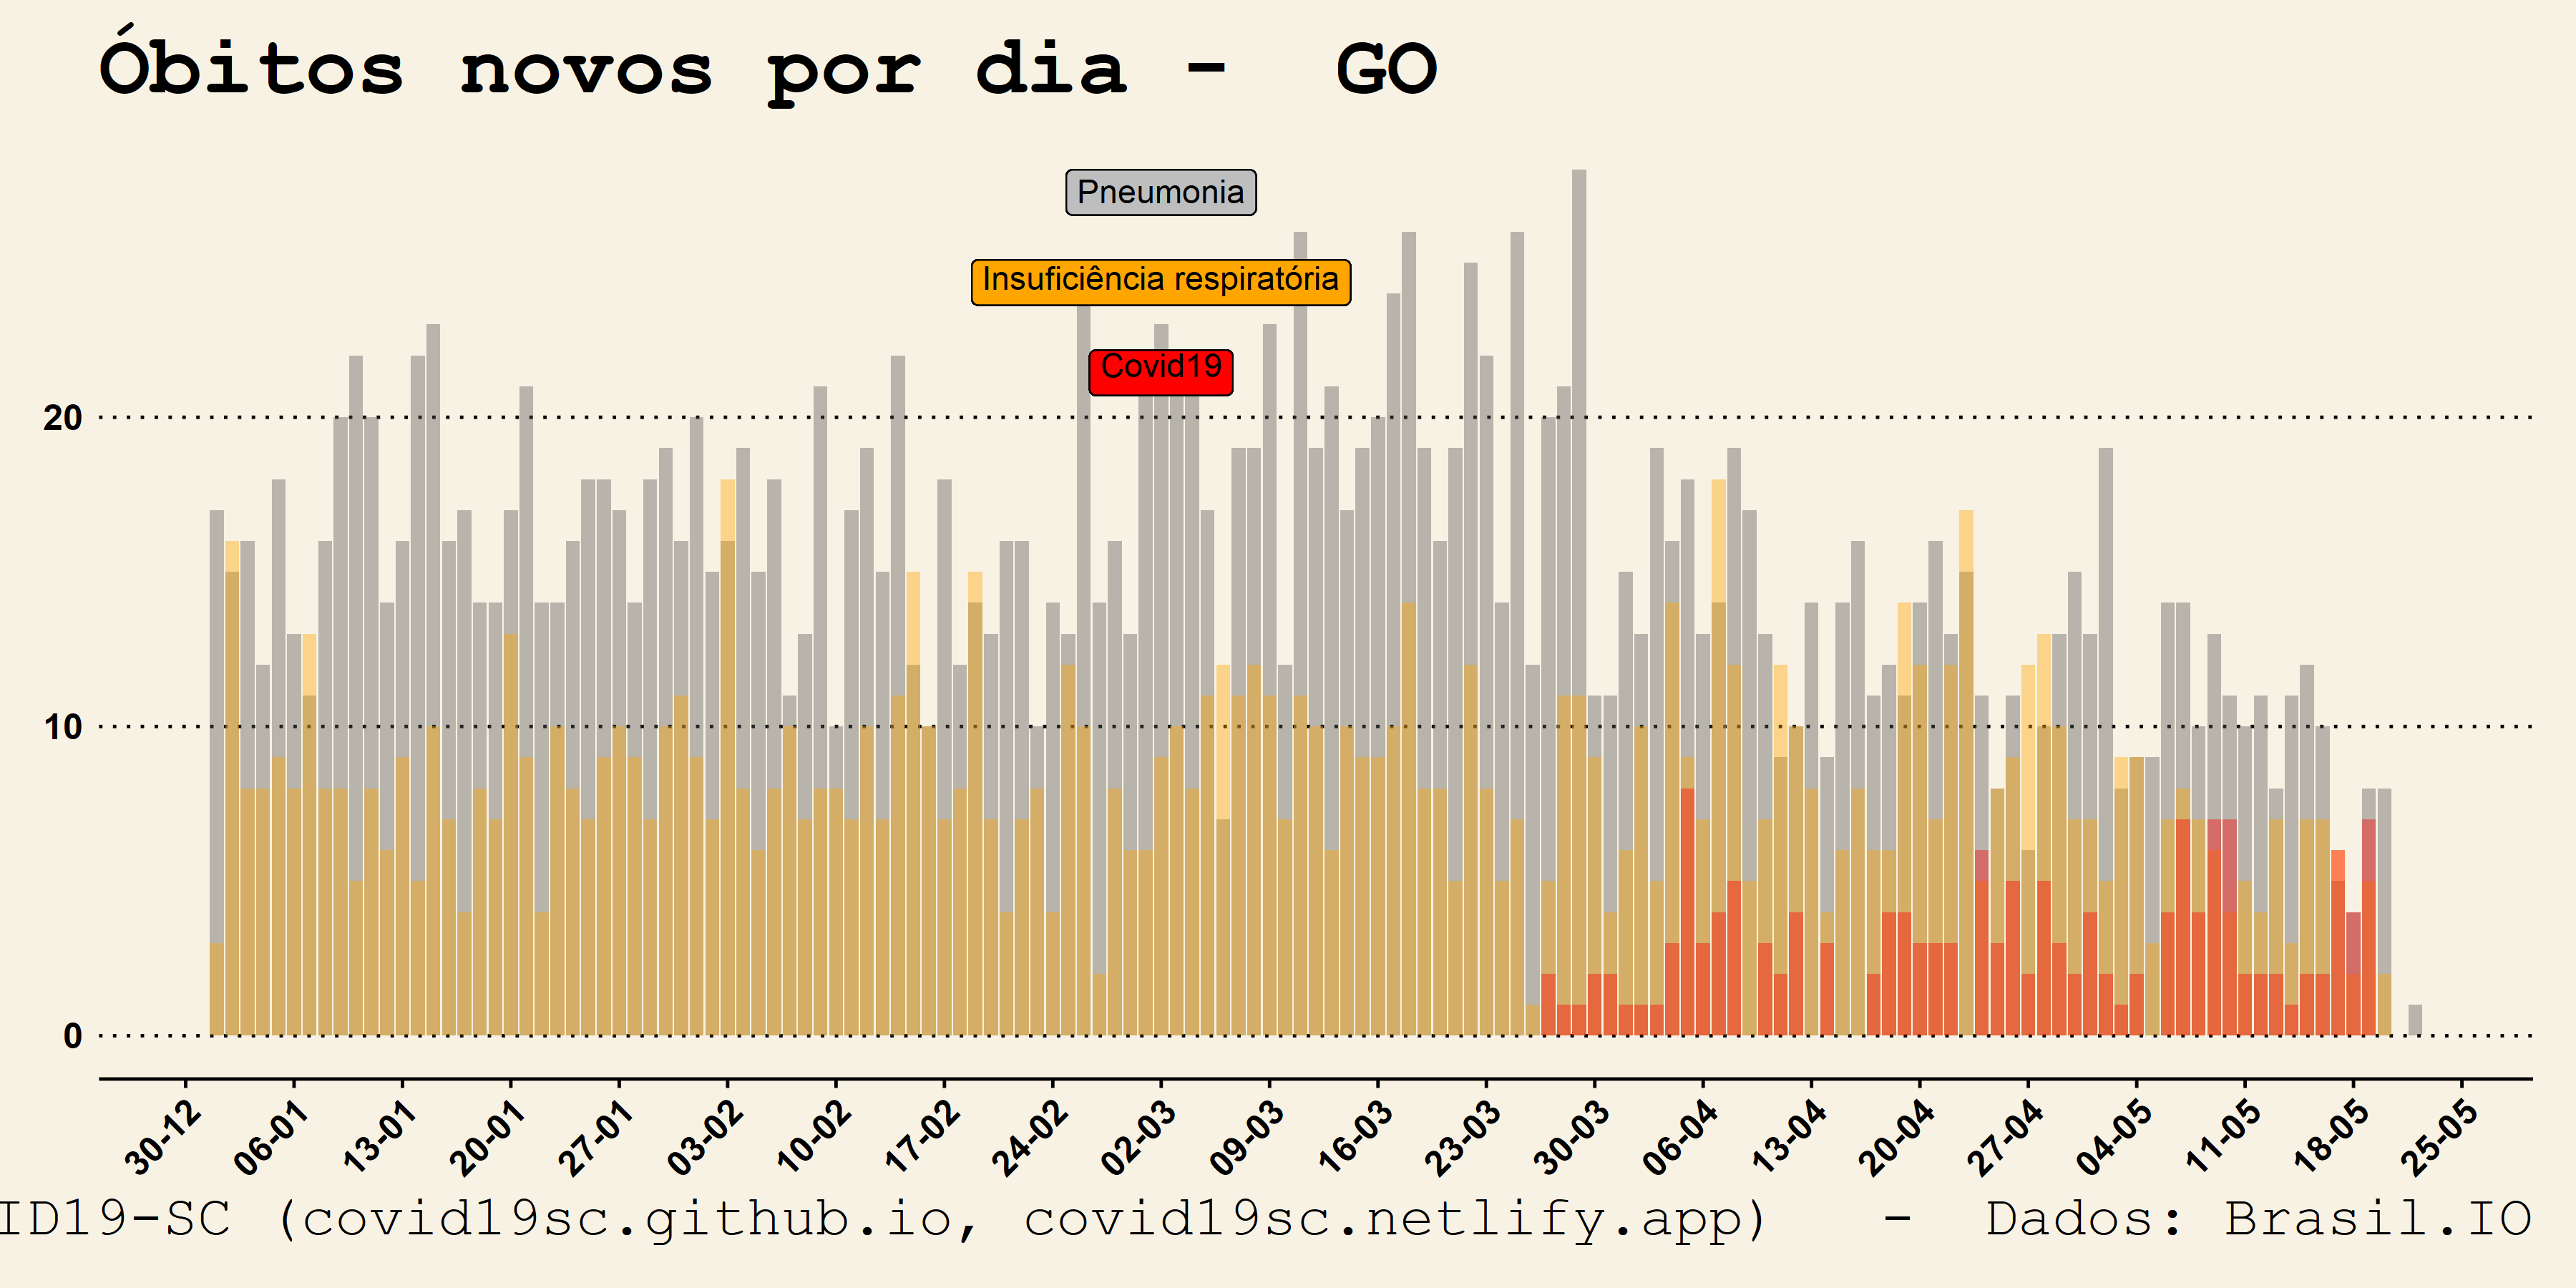 Óbitos novos por dia - GO
Pneumonia
Insuficiência respiratória
Covid19
20
10
0
30-12 06-01 13-01 20-01 27-01 03-02 10-02 17-02 24-02 02-03 09-03 16-03 23-03 30-03 06-04 13-04 20-04 27-04 04-05 11-05 18-05 25-05
ID19-SC (covid19sc.github.io, covid19sc.netlify.app) - Dados: Brasil.IO